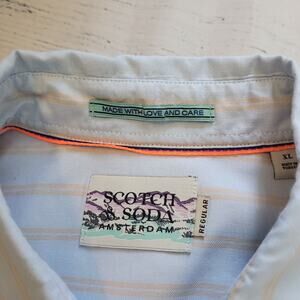 MADE WITH LOVE AND CARE
SCOTCH
& SODA
AMSTERDAM
REGULAR
XL